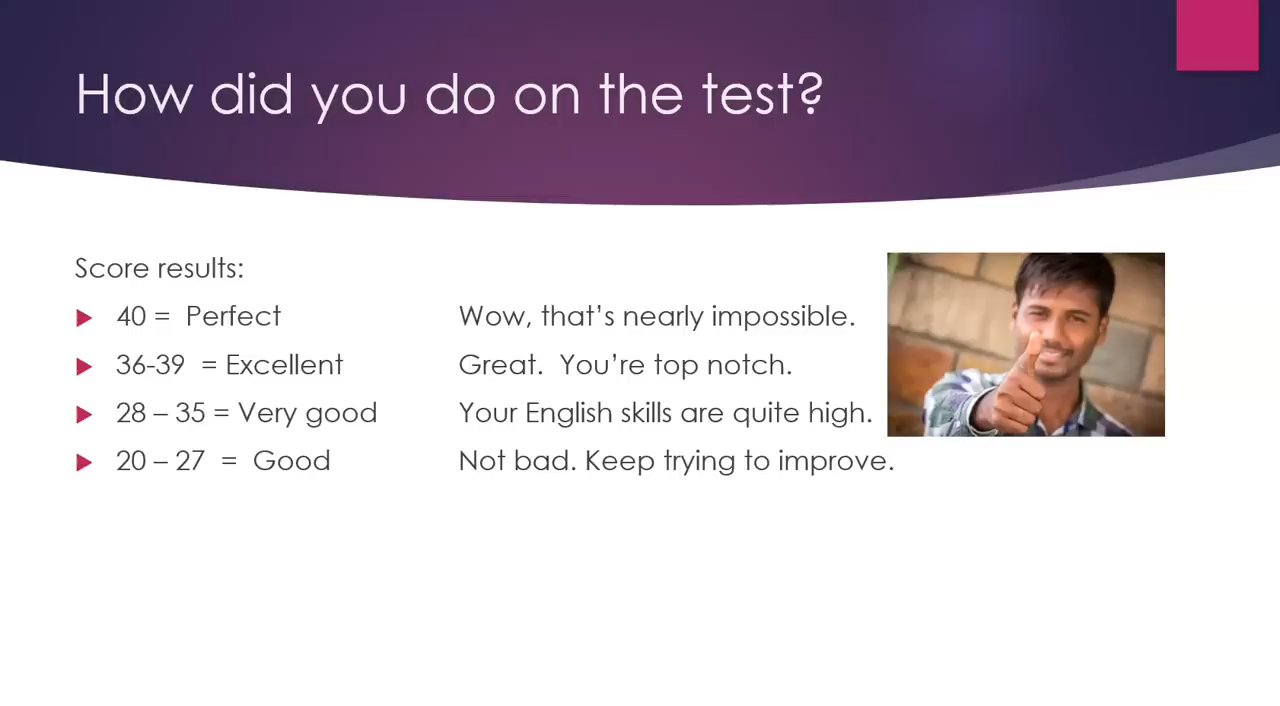 How did you do on the test?
Score results:
40 =  Perfect Wow, that's nearly impossible.
36-39  = Excellent Great.  You're top notch.
28 – 35 = Very good Your English skills are quite high.
20 – 27  =  Good Not bad. Keep trying to improve.